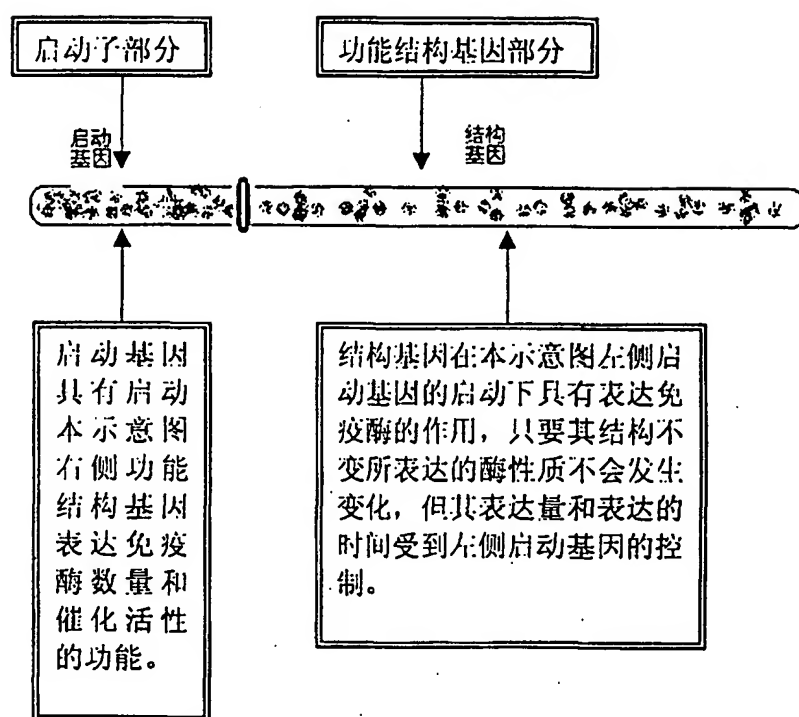 启动子部分
功能结构基因部分
启动
基因
结构
基因
启动基因
具有启动
本示意图
右侧功能
结构基因
表达免疫
酶数量和
催化活性
的功能。
结构基因在本示意图左侧启
动基因的启动下具有表达免
疫酶的作用，只要其结构不
变所表达的酶性质不会发生
变化，但其表达量和表达的
时间受到左侧启动基因的控
制。